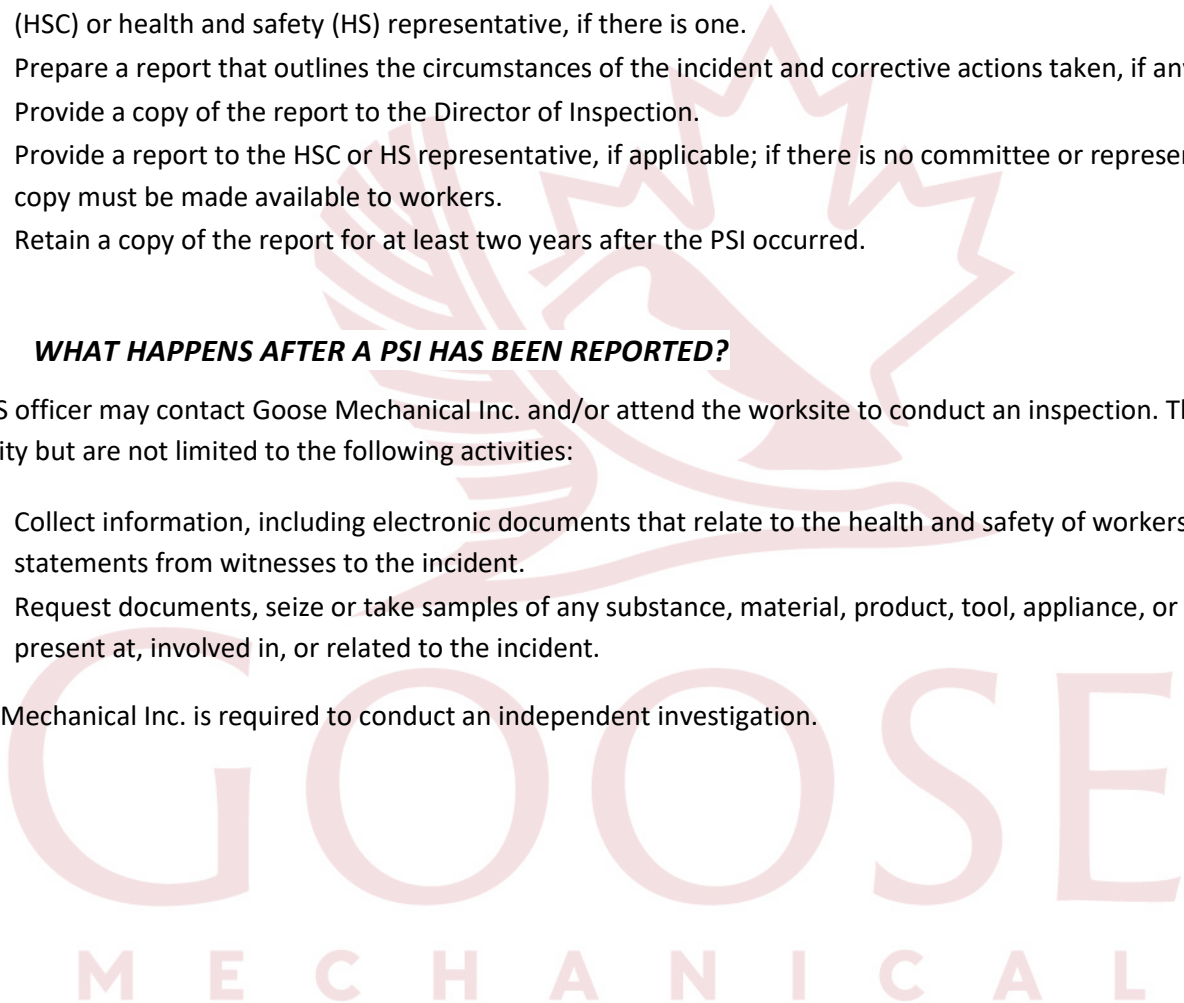 (HSC) or health and safety (HS) representative, if there is one.
Prepare a report that outlines the circumstances of the incident and corrective actions taken, if any
Provide a copy of the report to the Director of Inspection.
Provide a report to the HSC or HS representative, if applicable; if there is no committee or represen
copy must be made available to workers.
Retain a copy of the report for at least two years after the PSI occurred.
WHAT HAPPENS AFTER A PSI HAS BEEN REPORTED?
S officer may contact Goose Mechanical Inc. and/or attend the worksite to conduct an inspection. Th
ity but are not limited to the following activities:
Collect information, including electronic documents that relate to the health and safety of workers
statements from witnesses to the incident.
Request documents, seize or take samples of any substance, material, product, tool, appliance, or
present at, involved in, or related to the incident.
Mechanical Inc. is required to conduct an independent investigation.
GOOSE
MECHANICAL